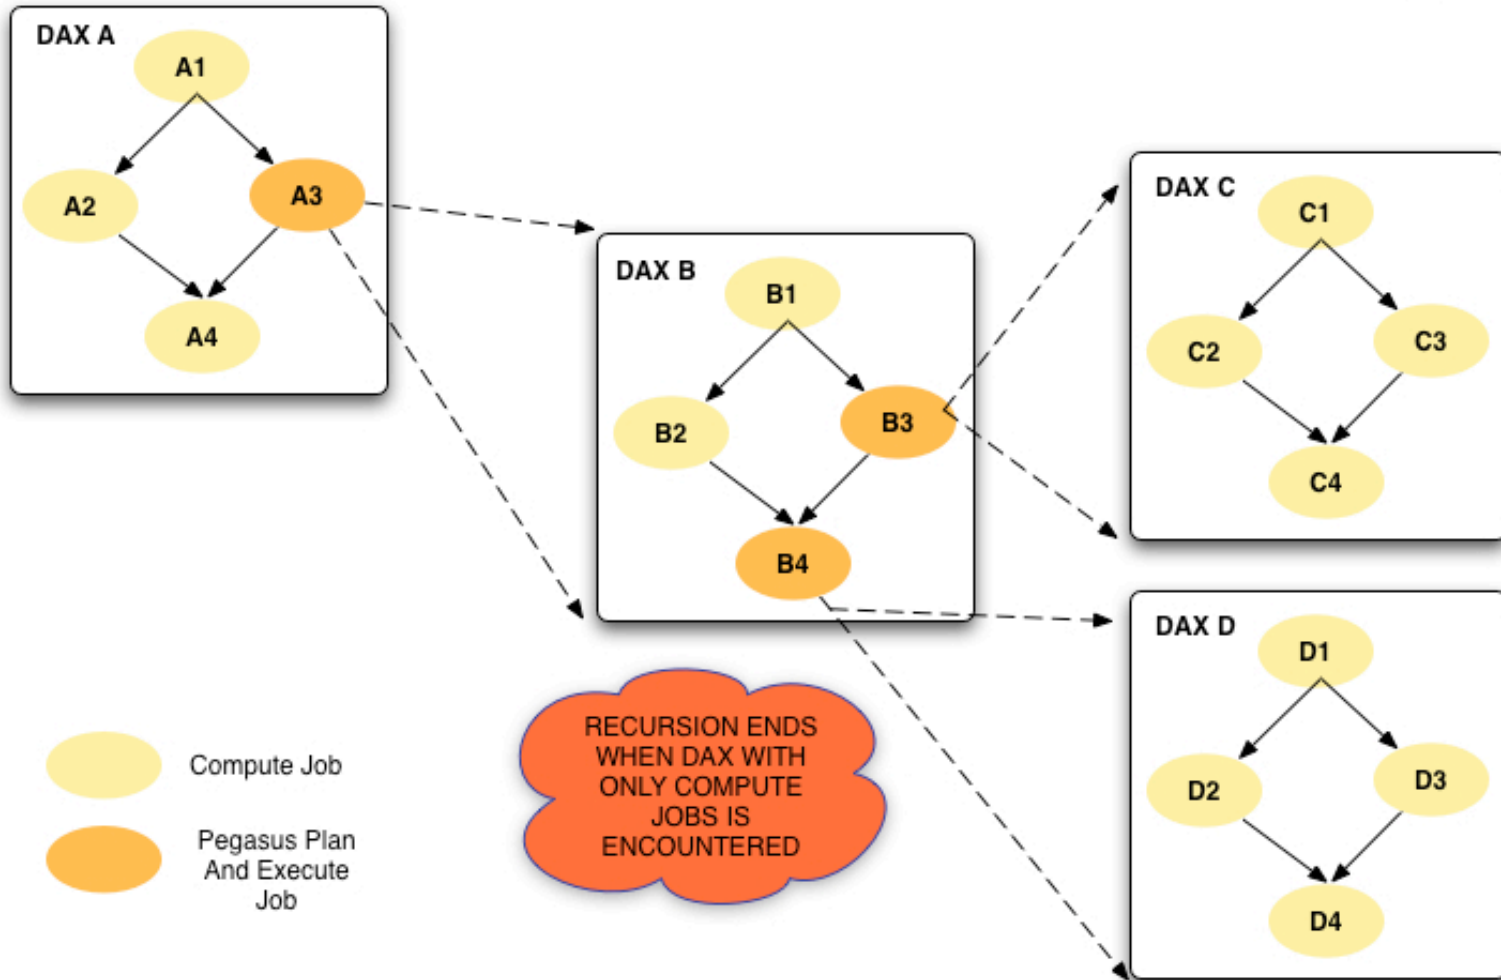 DAX A
A1
A2
A3
A4
DAX B
B1
B2
B3
B4
DAX C
C1
C2
C3
C4
DAX D
D1
D2
D3
D4
RECURSION ENDS
WHEN DAX WITH
ONLY COMPUTE
JOBS IS
ENCOUNTERED
Compute Job
Pegasus Plan
And Execute
Job